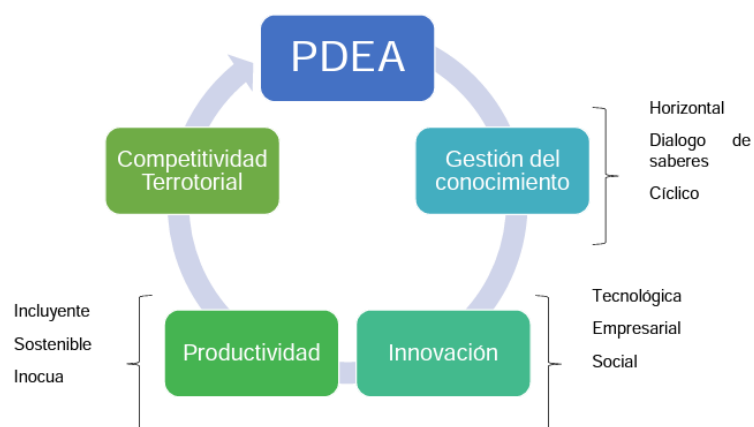 PDEA
Competitividad
Terrotorial
Gestión del
conocimiento
Horizontal
Dialogo de
saberes
Cíclico
Incluyente
Sostenible
Inocua
Productividad
Innovación
Tecnológica
Empresarial
Social